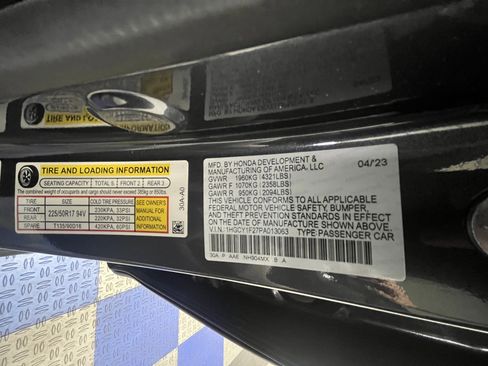 TIRE AND LOADING INFORMATION
SEATING CAPACITY TOTAL 5 FRONT 2 REAR 3
The combined weight of occupants and cargo should never exceed 385kg or 850lbs.
TIRE SIZE COLD TIRE PRESSURE
FRONT 225/50R17 94V 230KPA, 33PSI
REAR 220KPA, 32PSI
SPARE T135/90D16 420KPA, 60PSI
SEE OWNER'S MANUAL FOR ADDITIONAL INFORMATION
30A-A0
MFD. BY HONDA DEVELOPMENT & 04/23
MANUFACTURING OF AMERICA, LLC
GVWR 1960KG (4321LBS)
GAWR F 1070KG (2358LBS)
GAWR R 950KG (2094LBS)
THIS VEHICLE CONFORMS TO ALL APPLICABLE
FEDERAL MOTOR VEHICLE SAFETY, BUMPER,
AND THEFT PREVENTION STANDARDS IN EFFECT
ON THE DATE OF MANUFACTURE SHOWN ABOVE.
V.I.N.: 1HGCY1F27PA013063 TYPE PASSENGER CAR
30A P AAE NH904MX B A